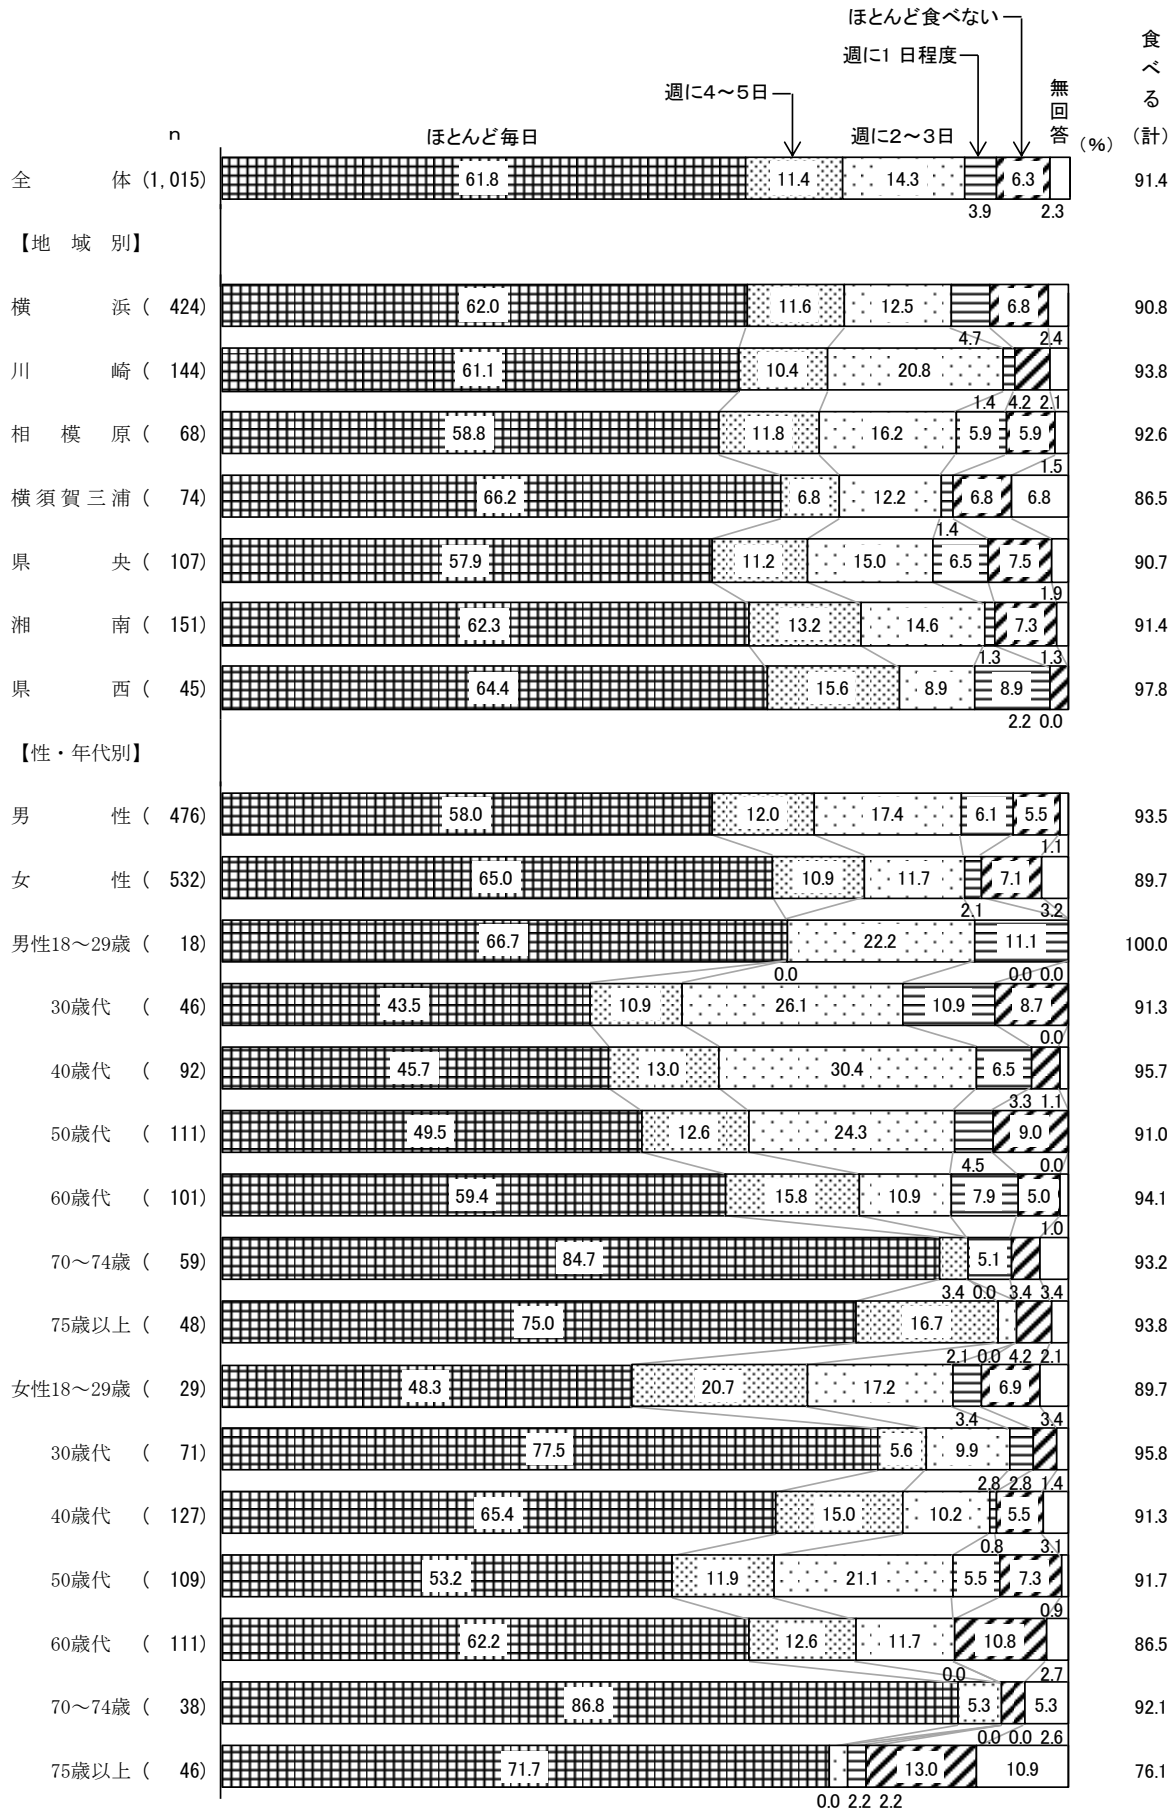 ほとんど食べない
週に1 日程度
週に4～5日
n ほとんど毎日 週に2～3日 無回答 (%) 食べる(計)
全 体 (1,015) 61.8 11.4 14.3 6.3 91.4
3.9 2.3
【地 域 別】
横 浜 ( 424) 62.0 11.6 12.5 6.8 90.8
4.7 2.4
川 崎 ( 144) 61.1 10.4 20.8 93.8
1.4 4.2 2.1
相 模 原 ( 68) 58.8 11.8 16.2 5.9 5.9 92.6
1.5
横須賀三浦 ( 74) 66.2 6.8 12.2 6.8 6.8 86.5
1.4
県 央 ( 107) 57.9 11.2 15.0 6.5 7.5 90.7
1.9
湘 南 ( 151) 62.3 13.2 14.6 7.3 91.4
1.3 1.3
県 西 ( 45) 64.4 15.6 8.9 8.9 97.8
2.2 0.0
【性・年代別】
男 性 ( 476) 58.0 12.0 17.4 6.1 5.5 93.5
1.1
女 性 ( 532) 65.0 10.9 11.7 7.1 89.7
2.1 3.2
男性18～29歳 ( 18) 66.7 22.2 11.1 100.0
0.0 0.0 0.0
30歳代 ( 46) 43.5 10.9 26.1 10.9 8.7 91.3
0.0
40歳代 ( 92) 45.7 13.0 30.4 6.5 95.7
3.3 1.1
50歳代 ( 111) 49.5 12.6 24.3 9.0 91.0
4.5 0.0
60歳代 ( 101) 59.4 15.8 10.9 7.9 5.0 94.1
1.0
70～74歳 ( 59) 84.7 5.1 93.2
3.4 0.0 3.4 3.4
75歳以上 ( 48) 75.0 16.7 93.8
2.1 0.0 4.2 2.1
女性18～29歳 ( 29) 48.3 20.7 17.2 6.9 89.7
3.4 3.4
30歳代 ( 71) 77.5 5.6 9.9 95.8
2.8 2.8 1.4
40歳代 ( 127) 65.4 15.0 10.2 5.5 91.3
0.8 3.1
50歳代 ( 109) 53.2 11.9 21.1 5.5 7.3 91.7
0.9
60歳代 ( 111) 62.2 12.6 11.7 10.8 86.5
0.0 2.7
70～74歳 ( 38) 86.8 5.3 5.3 92.1
0.0 0.0 2.6
75歳以上 ( 46) 71.7 13.0 10.9 76.1
0.0 2.2 2.2